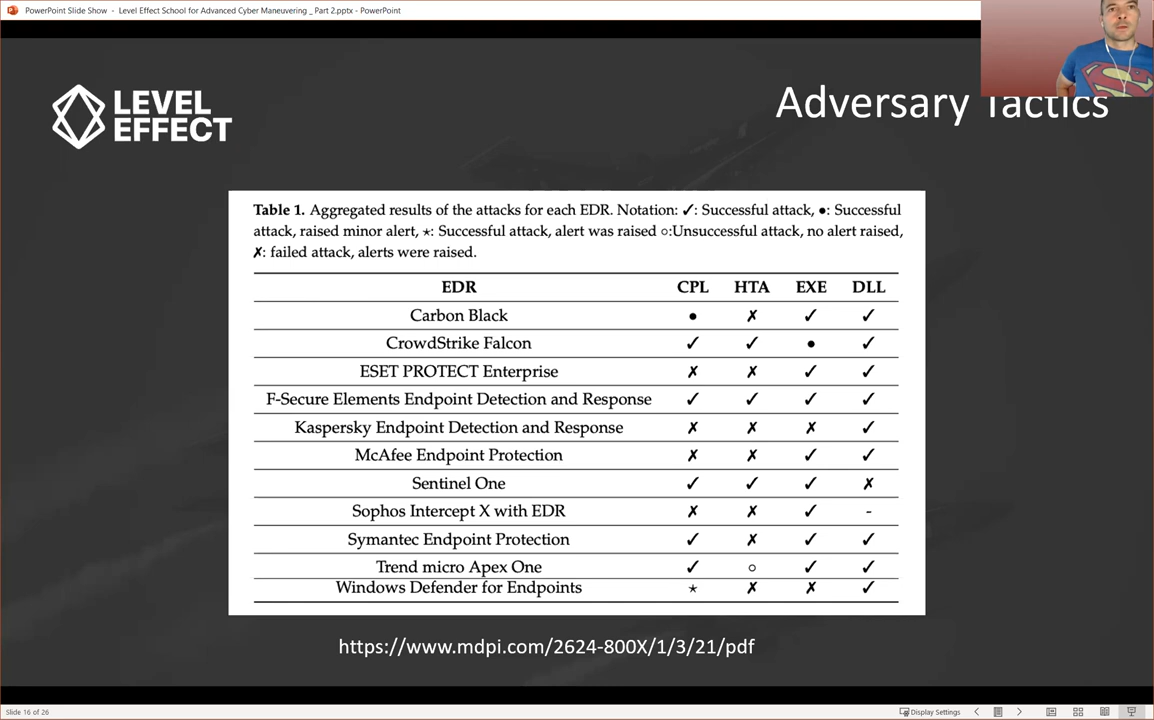 PowerPoint Slide Show - Level Effect School for Advanced Cyber Maneuvering _ Part 2.pptx - PowerPoint
LEVEL
EFFECT
Adversary Tactics
Table 1. Aggregated results of the attacks for each EDR. Notation: ✓: Successful attack, •: Successful
attack, raised minor alert, ⋆: Successful attack, alert was raised ○:Unsuccessful attack, no alert raised,
✗: failed attack, alerts were raised.
EDR CPL HTA EXE DLL
Carbon Black • ✗ ✓ ✓
CrowdStrike Falcon ✓ ✓ • ✓
ESET PROTECT Enterprise ✗ ✗ ✓ ✓
F-Secure Elements Endpoint Detection and Response ✓ ✓ ✓ ✓
Kaspersky Endpoint Detection and Response ✗ ✗ ✗ ✓
McAfee Endpoint Protection ✗ ✗ ✓ ✓
Sentinel One ✓ ✓ ✓ ✗
Sophos Intercept X with EDR ✗ ✗ ✓ -
Symantec Endpoint Protection ✓ ✗ ✓ ✓
Trend micro Apex One ✓ ○ ✓ ✓
Windows Defender for Endpoints ⋆ ✗ ✗ ✓
https://www.mdpi.com/2624-800X/1/3/21/pdf
Slide 16 of 26
Display Settings